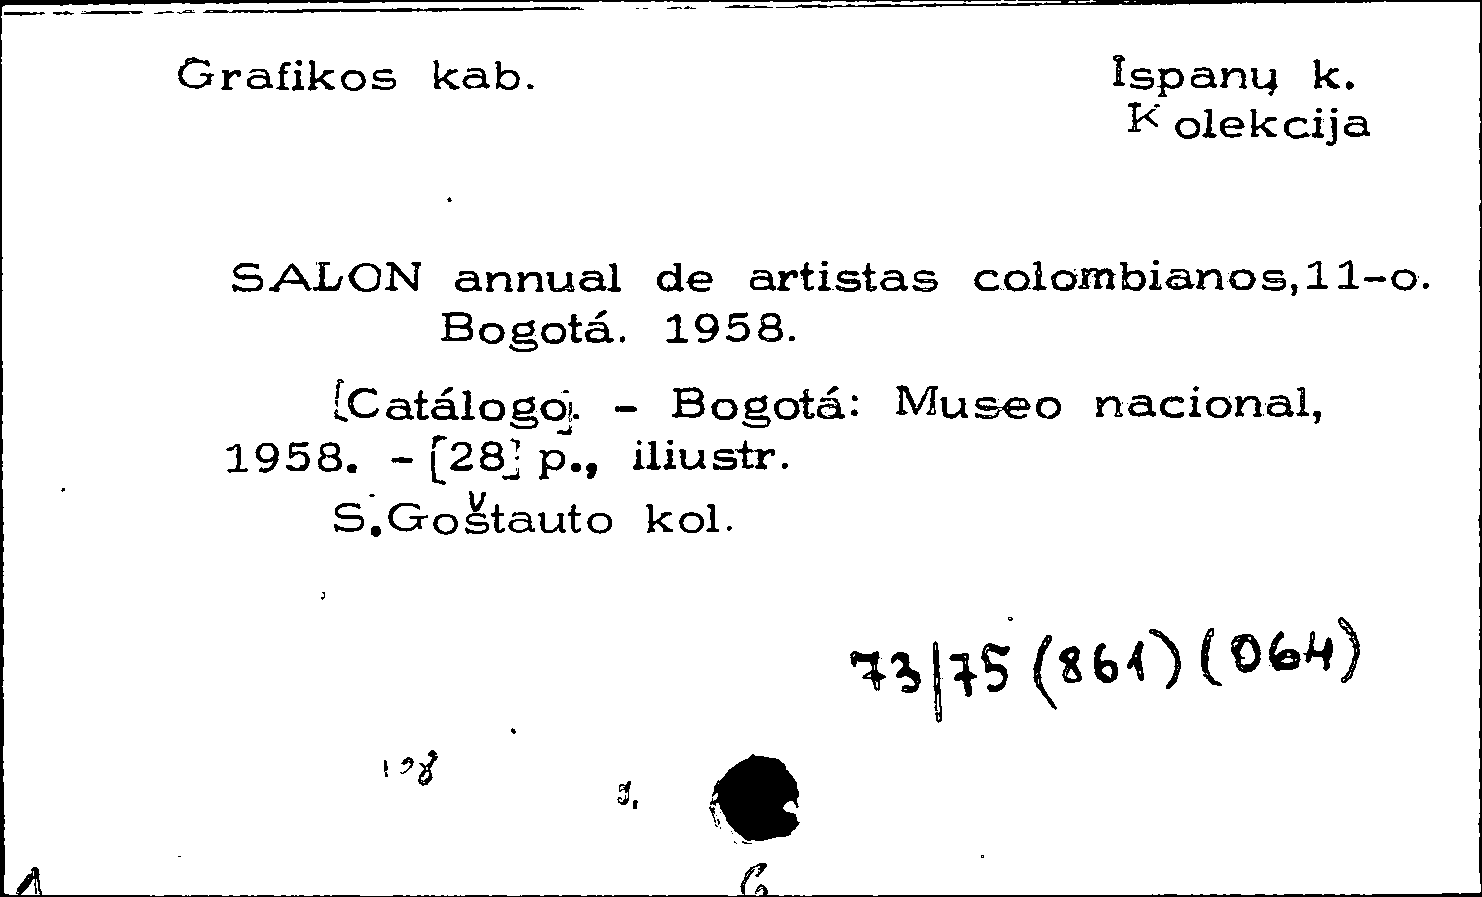 Grafikos kab.
Ispanų k.
Kolekcija
SALON annual de artistas colombianos,11-o.
Bogotá. 1958.
[Catálogo]. - Bogotá: Museo nacional,
1958. - [28] p., iliustr.
S.Goštauto kol.
73/75 (861) (064)
198